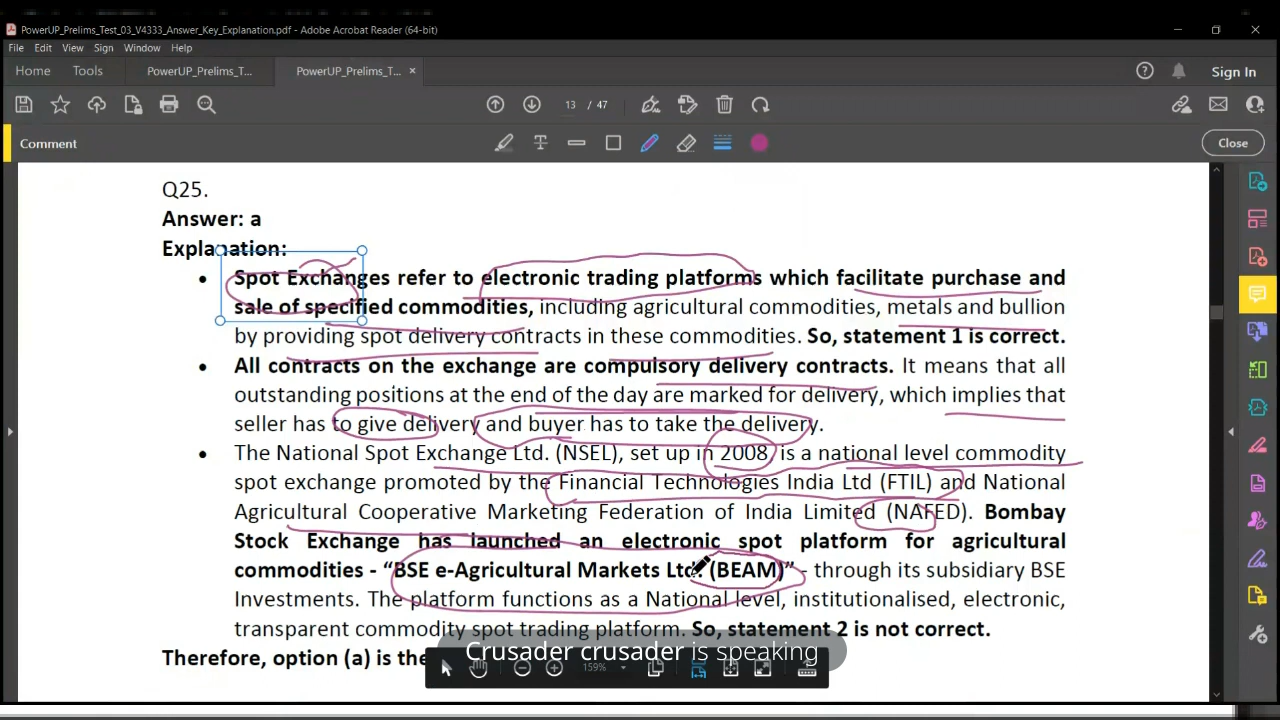 PowerUP_Prelims_Test_03_V4333_Answer_Key_Explanation.pdf - Adobe Acrobat Reader (64-bit)
File Edit View Sign Window Help
Home Tools PowerUP_Prelims_T... PowerUP_Prelims_T... × Sign In
13 / 47
Comment Close
Q25.
Answer: a
Explanation:
• Spot Exchanges refer to electronic trading platforms which facilitate purchase and
sale of specified commodities, including agricultural commodities, metals and bullion
by providing spot delivery contracts in these commodities. So, statement 1 is correct.
• All contracts on the exchange are compulsory delivery contracts. It means that all
outstanding positions at the end of the day are marked for delivery, which implies that
seller has to give delivery and buyer has to take the delivery.
• The National Spot Exchange Ltd. (NSEL), set up in 2008, is a national level commodity
spot exchange promoted by the Financial Technologies India Ltd (FTIL) and National
Agricultural Cooperative Marketing Federation of India Limited (NAFED). Bombay
Stock Exchange has launched an electronic spot platform for agricultural
commodities - “BSE e-Agricultural Markets Ltd. (BEAM)” - through its subsidiary BSE
Investments. The platform functions as a National level, institutionalised, electronic,
transparent commodity spot trading platform. So, statement 2 is not correct.
Therefore, option (a) is the
Crusader crusader is speaking
159%